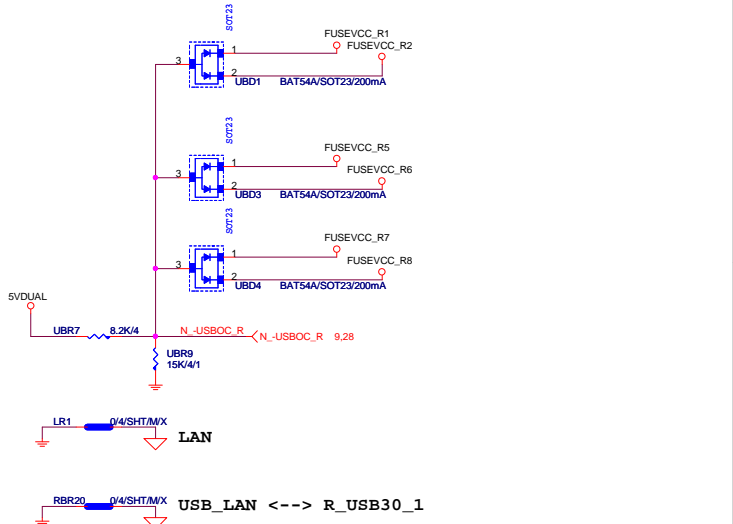 SOT23
FUSEVCC_R1
FUSEVCC_R2
3
1
2
UBD1
BAT54A/SOT23/200mA
SOT23
FUSEVCC_R5
FUSEVCC_R6
3
1
2
UBD3
BAT54A/SOT23/200mA
SOT23
FUSEVCC_R7
FUSEVCC_R8
3
1
2
UBD4
BAT54A/SOT23/200mA
5VDUAL
UBR7
8.2K/4
N_-USBOC_R
N_-USBOC_R 9,28
UBR9
15K/4/1
LR1
0/4/SHT/M/X
LAN
RBR20
0/4/SHT/M/X
USB_LAN <--> R_USB30_1